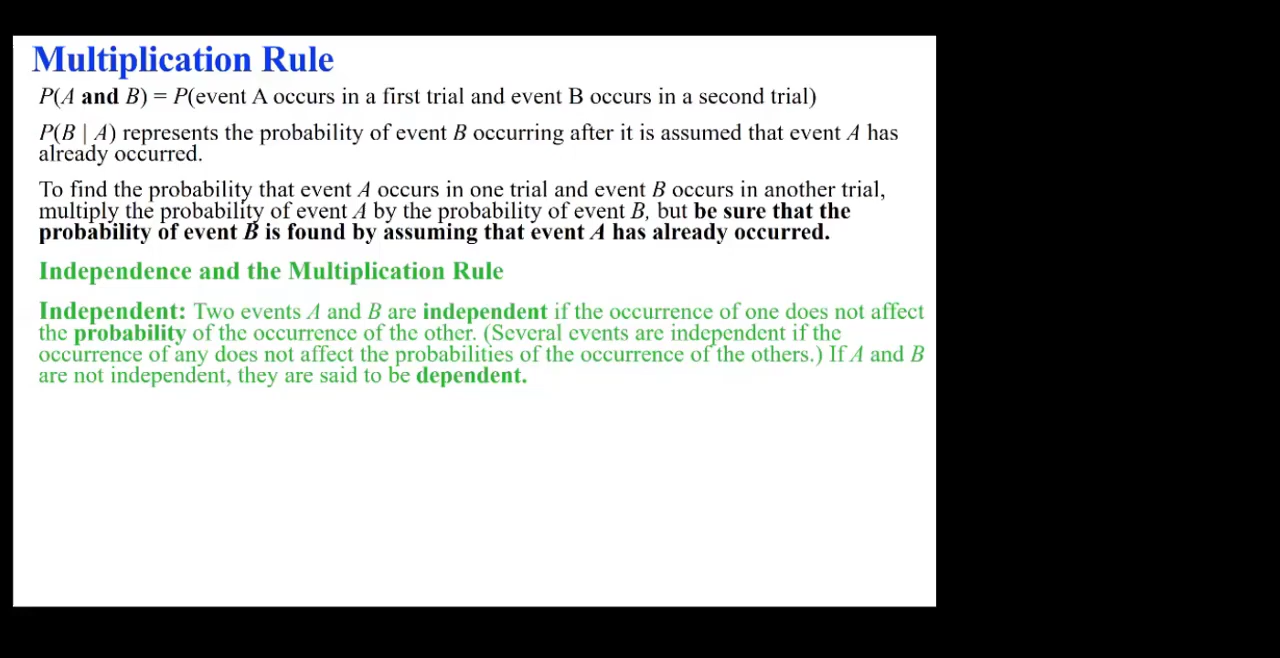 Multiplication Rule
P(A and B) = P(event A occurs in a first trial and event B occurs in a second trial)
P(B | A) represents the probability of event B occurring after it is assumed that event A has
already occurred.
To find the probability that event A occurs in one trial and event B occurs in another trial,
multiply the probability of event A by the probability of event B, but be sure that the
probability of event B is found by assuming that event A has already occurred.
Independence and the Multiplication Rule
Independent: Two events A and B are independent if the occurrence of one does not affect
the probability of the occurrence of the other. (Several events are independent if the
occurrence of any does not affect the probabilities of the occurrence of the others.) If A and B
are not independent, they are said to be dependent.